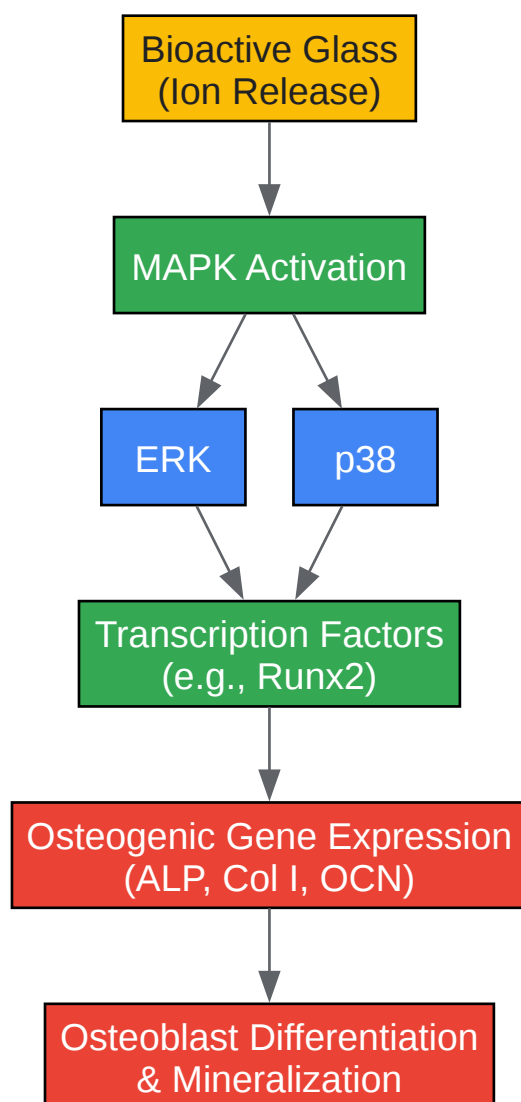 Bioactive Glass
(Ion Release)
MAPK Activation
ERK
p38
Transcription Factors
(e.g., Runx2)
Osteogenic Gene Expression
(ALP, Col I, OCN)
Osteoblast Differentiation
& Mineralization